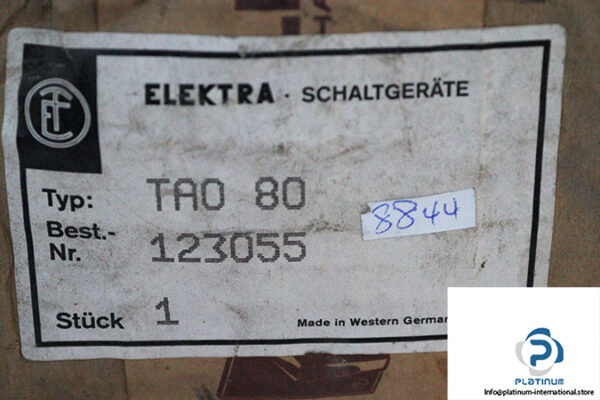 ELEKTRA · SCHALTGERÄTE
Typ: TAO 80
8844
Best.-
Nr. 123055
Stück 1
Made in Western German
PLATINUM
info@platinum-international.store